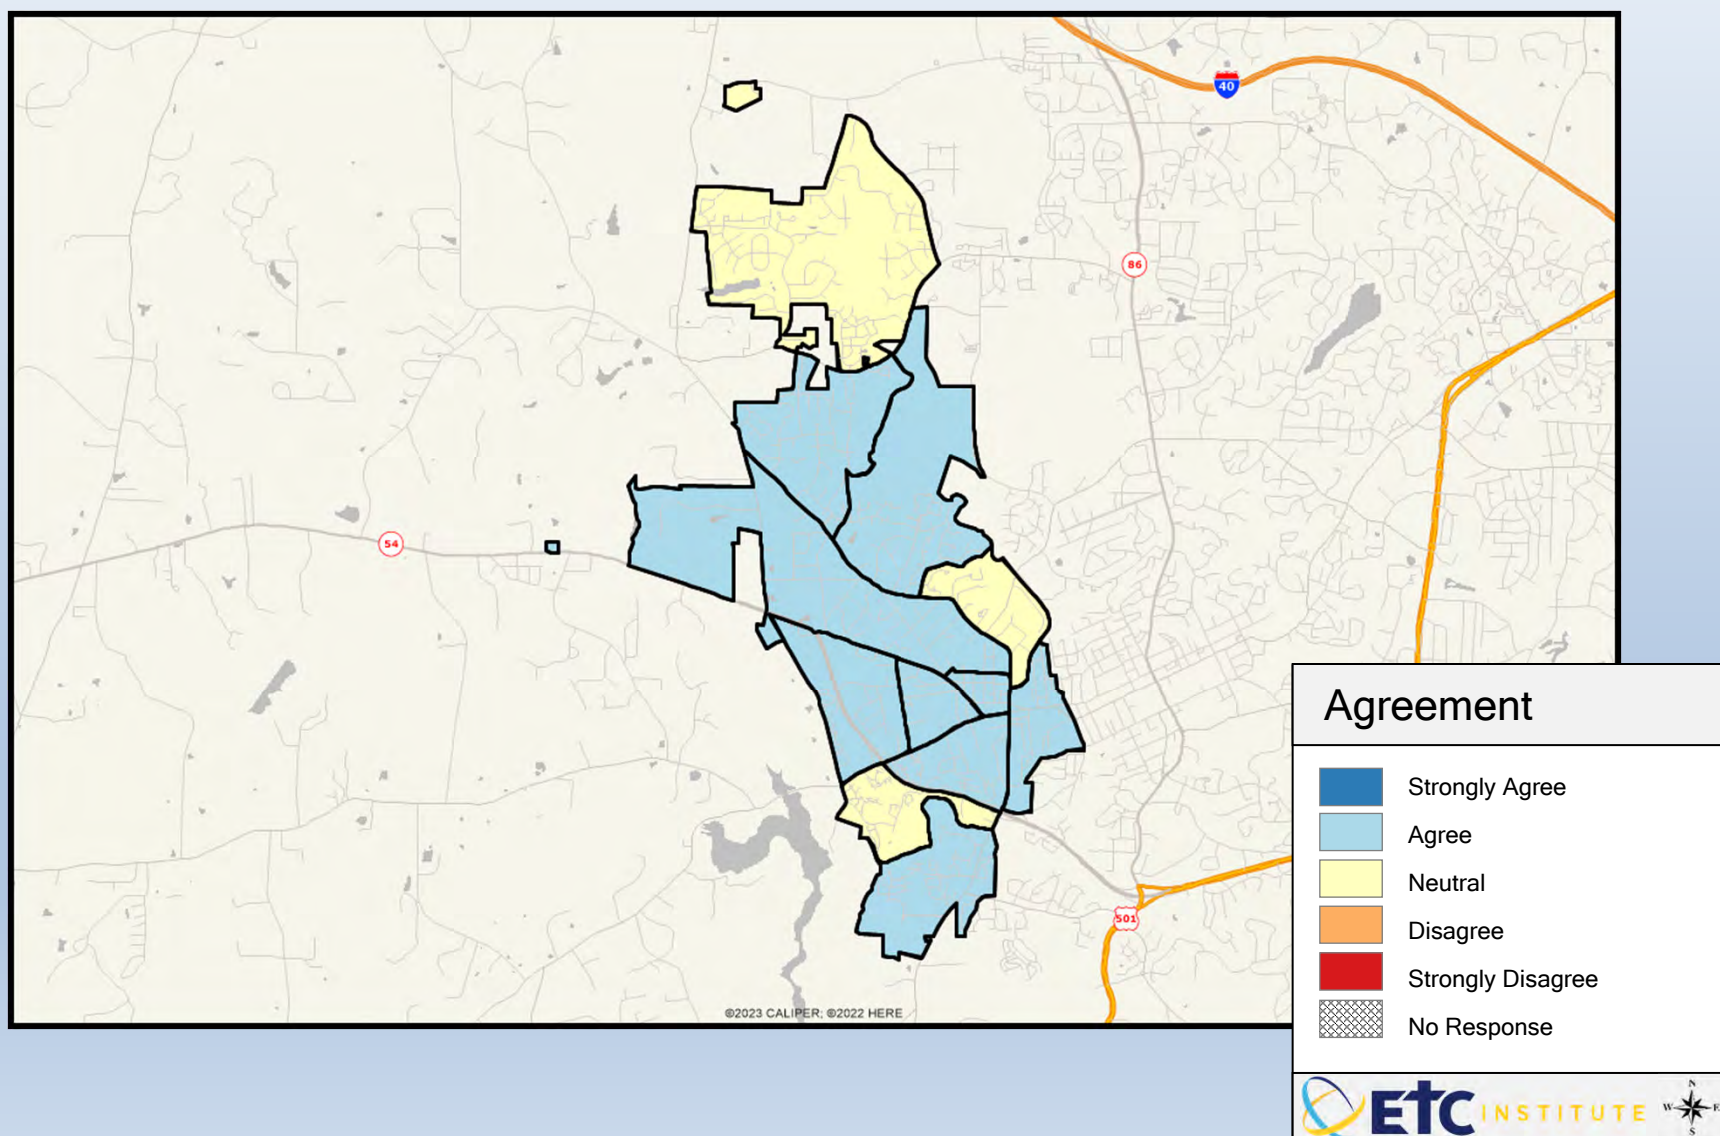 40
86
54
501
©2023 CALIPER; ©2022 HERE
Agreement
Strongly Agree
Agree
Neutral
Disagree
Strongly Disagree
No Response
ETC INSTITUTE
N
W E
S